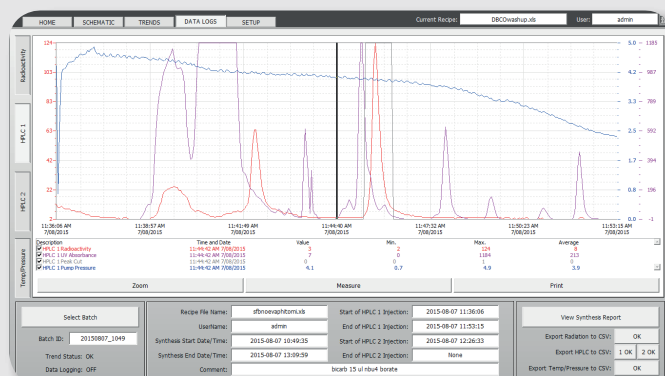 HOME SCHEMATIC TRENDS DATA LOGS SETUP Current Recipe: DBCOwashup.xls User: admin
Radioactivity
HPLC 1
HPLC 2
Temp/Pressure
124 5.0 1185
103 4.2 987
83 3.4 789
63 2.5 592
42 1.7 394
22 0.8 196
2 0.0 -1
11:36:06 AM 11:38:57 AM 11:41:49 AM 11:44:40 AM 11:47:32 AM 11:50:23 AM 11:53:15 AM
7/08/2015 7/08/2015 7/08/2015 7/08/2015 7/08/2015 7/08/2015 7/08/2015
Description Time and Date Value Min. Max. Average
HPLC 1 Radioactivity 11:44:42 AM 7/08/2015 3 2 124 8
HPLC 1 UV Absorbance 11:44:42 AM 7/08/2015 7 0 1184 213
HPLC 1 Peak Cut 11:44:42 AM 7/08/2015 0 0 1 0
HPLC 1 Pump Pressure 11:44:42 AM 7/08/2015 4.1 0.7 4.9 3.9
Zoom Measure Print
Select Batch
Batch ID: 20150807_1049
Trend Status: OK
Data Logging: OFF
Recipe File Name: sfbnoevaphitomi.xls Start of HPLC 1 Injection: 2015-08-07 11:36:06
UserName: admin End of HPLC 1 Injection: 2015-08-07 11:53:15
Synthesis Start Date/Time: 2015-08-07 10:49:35 Start of HPLC 2 Injection: 2015-08-07 12:26:33
Synthesis End Date/Time: 2015-08-07 13:09:59 End of HPLC 2 Injection: None
Comment: bicarb 15 ul nbu4 borate
View Synthesis Report
Export Radiation to CSV: OK
Export HPLC to CSV: 1 OK 2 OK
Export Temp/Pressure to CSV: OK